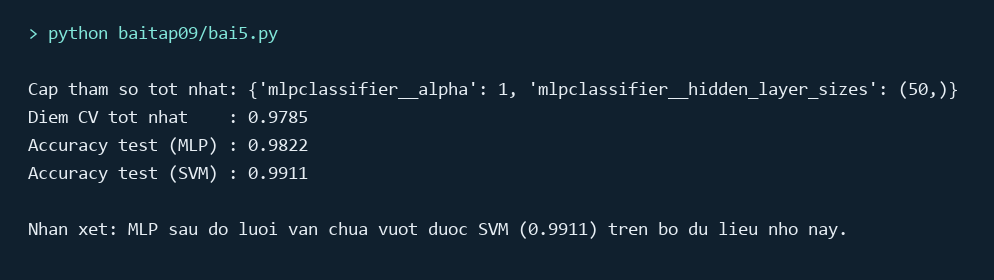 > python baitap09/bai5.py
Cap tham so tot nhat: {'mlpclassifier__alpha': 1, 'mlpclassifier__hidden_layer_sizes': (50,)}
Diem CV tot nhat    : 0.9785
Accuracy test (MLP) : 0.9822
Accuracy test (SVM) : 0.9911
Nhan xet: MLP sau do luoi van chua vuot duoc SVM (0.9911) tren bo du lieu nho nay.